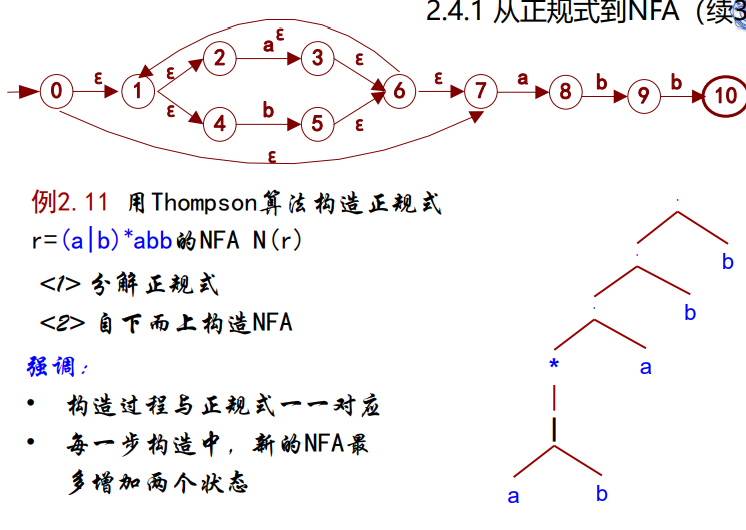 2.4.1 从正规式到NFA（续3
ε
0 ε 1 ε 2 a 3 ε 6 ε 7 a 8 b 9 b 10
ε 4 b 5 ε
ε
例2.11 用Thompson算法构造正规式
r=(a|b)*abb的NFA N(r)
<1> 分解正规式
<2> 自下而上构造NFA
强调：
• 构造过程与正规式一一对应
• 每一步构造中，新的NFA最
多增加两个状态
.
. b
. b
* a
|
a b